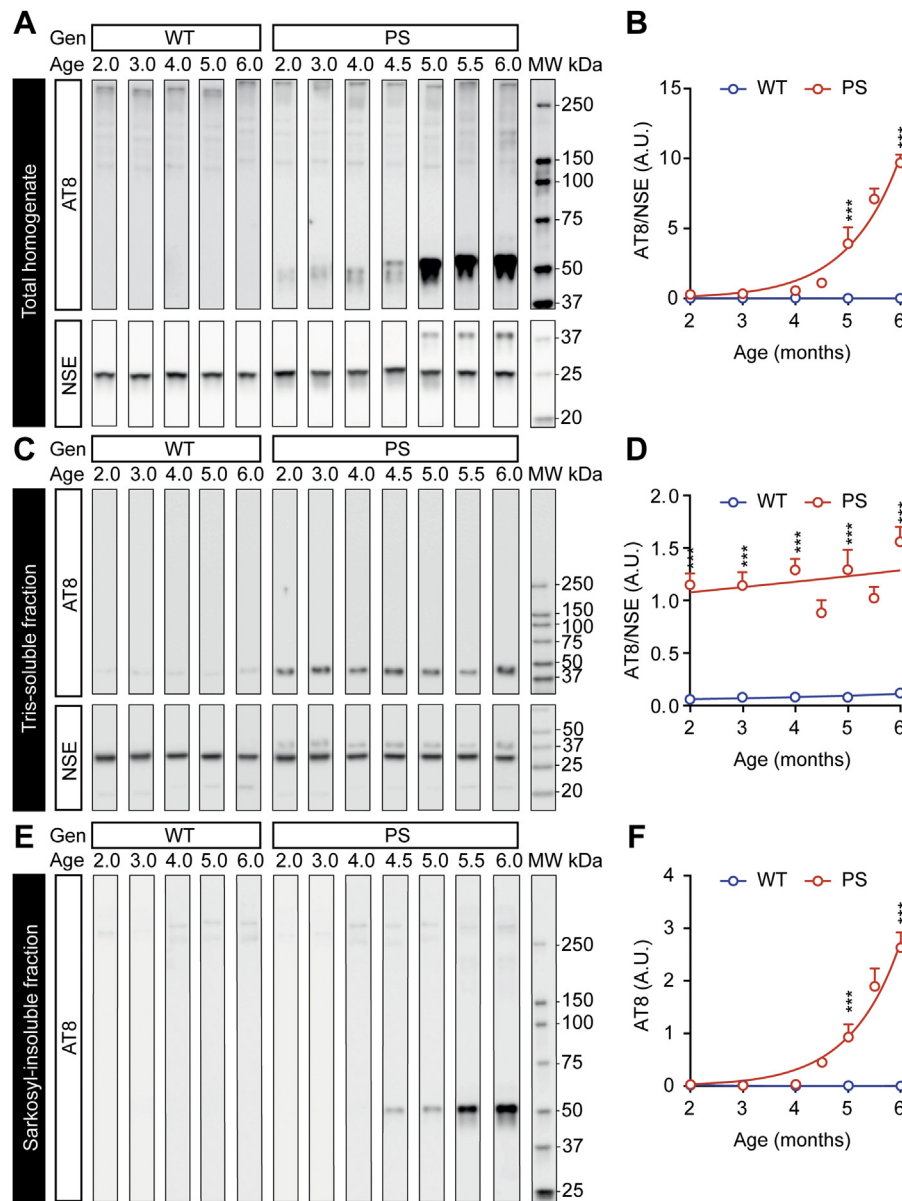 A
Gen WT PS
Age 2.0 3.0 4.0 5.0 6.0 2.0 3.0 4.0 4.5 5.0 5.5 6.0 MW kDa
Total homogenate
AT8
250
150
100
75
50
37
NSE
37
25
20
B
WT PS
AT8/NSE (A.U.)
15
10
5
0
***
***
2 3 4 5 6
Age (months)
C
Gen WT PS
Age 2.0 3.0 4.0 5.0 6.0 2.0 3.0 4.0 4.5 5.0 5.5 6.0 MW kDa
Tris-soluble fraction
AT8
250
150
100
75
50
37
NSE
50
37
25
20
D
WT PS
AT8/NSE (A.U.)
2.0
1.5
1.0
0.5
0.0
*** *** *** *** ***
2 3 4 5 6
Age (months)
E
Gen WT PS
Age 2.0 3.0 4.0 5.0 6.0 2.0 3.0 4.0 4.5 5.0 5.5 6.0 MW kDa
Sarkosyl-insoluble fraction
AT8
250
150
100
75
50
37
25
F
WT PS
AT8 (A.U.)
4
3
2
1
0
***
***
2 3 4 5 6
Age (months)